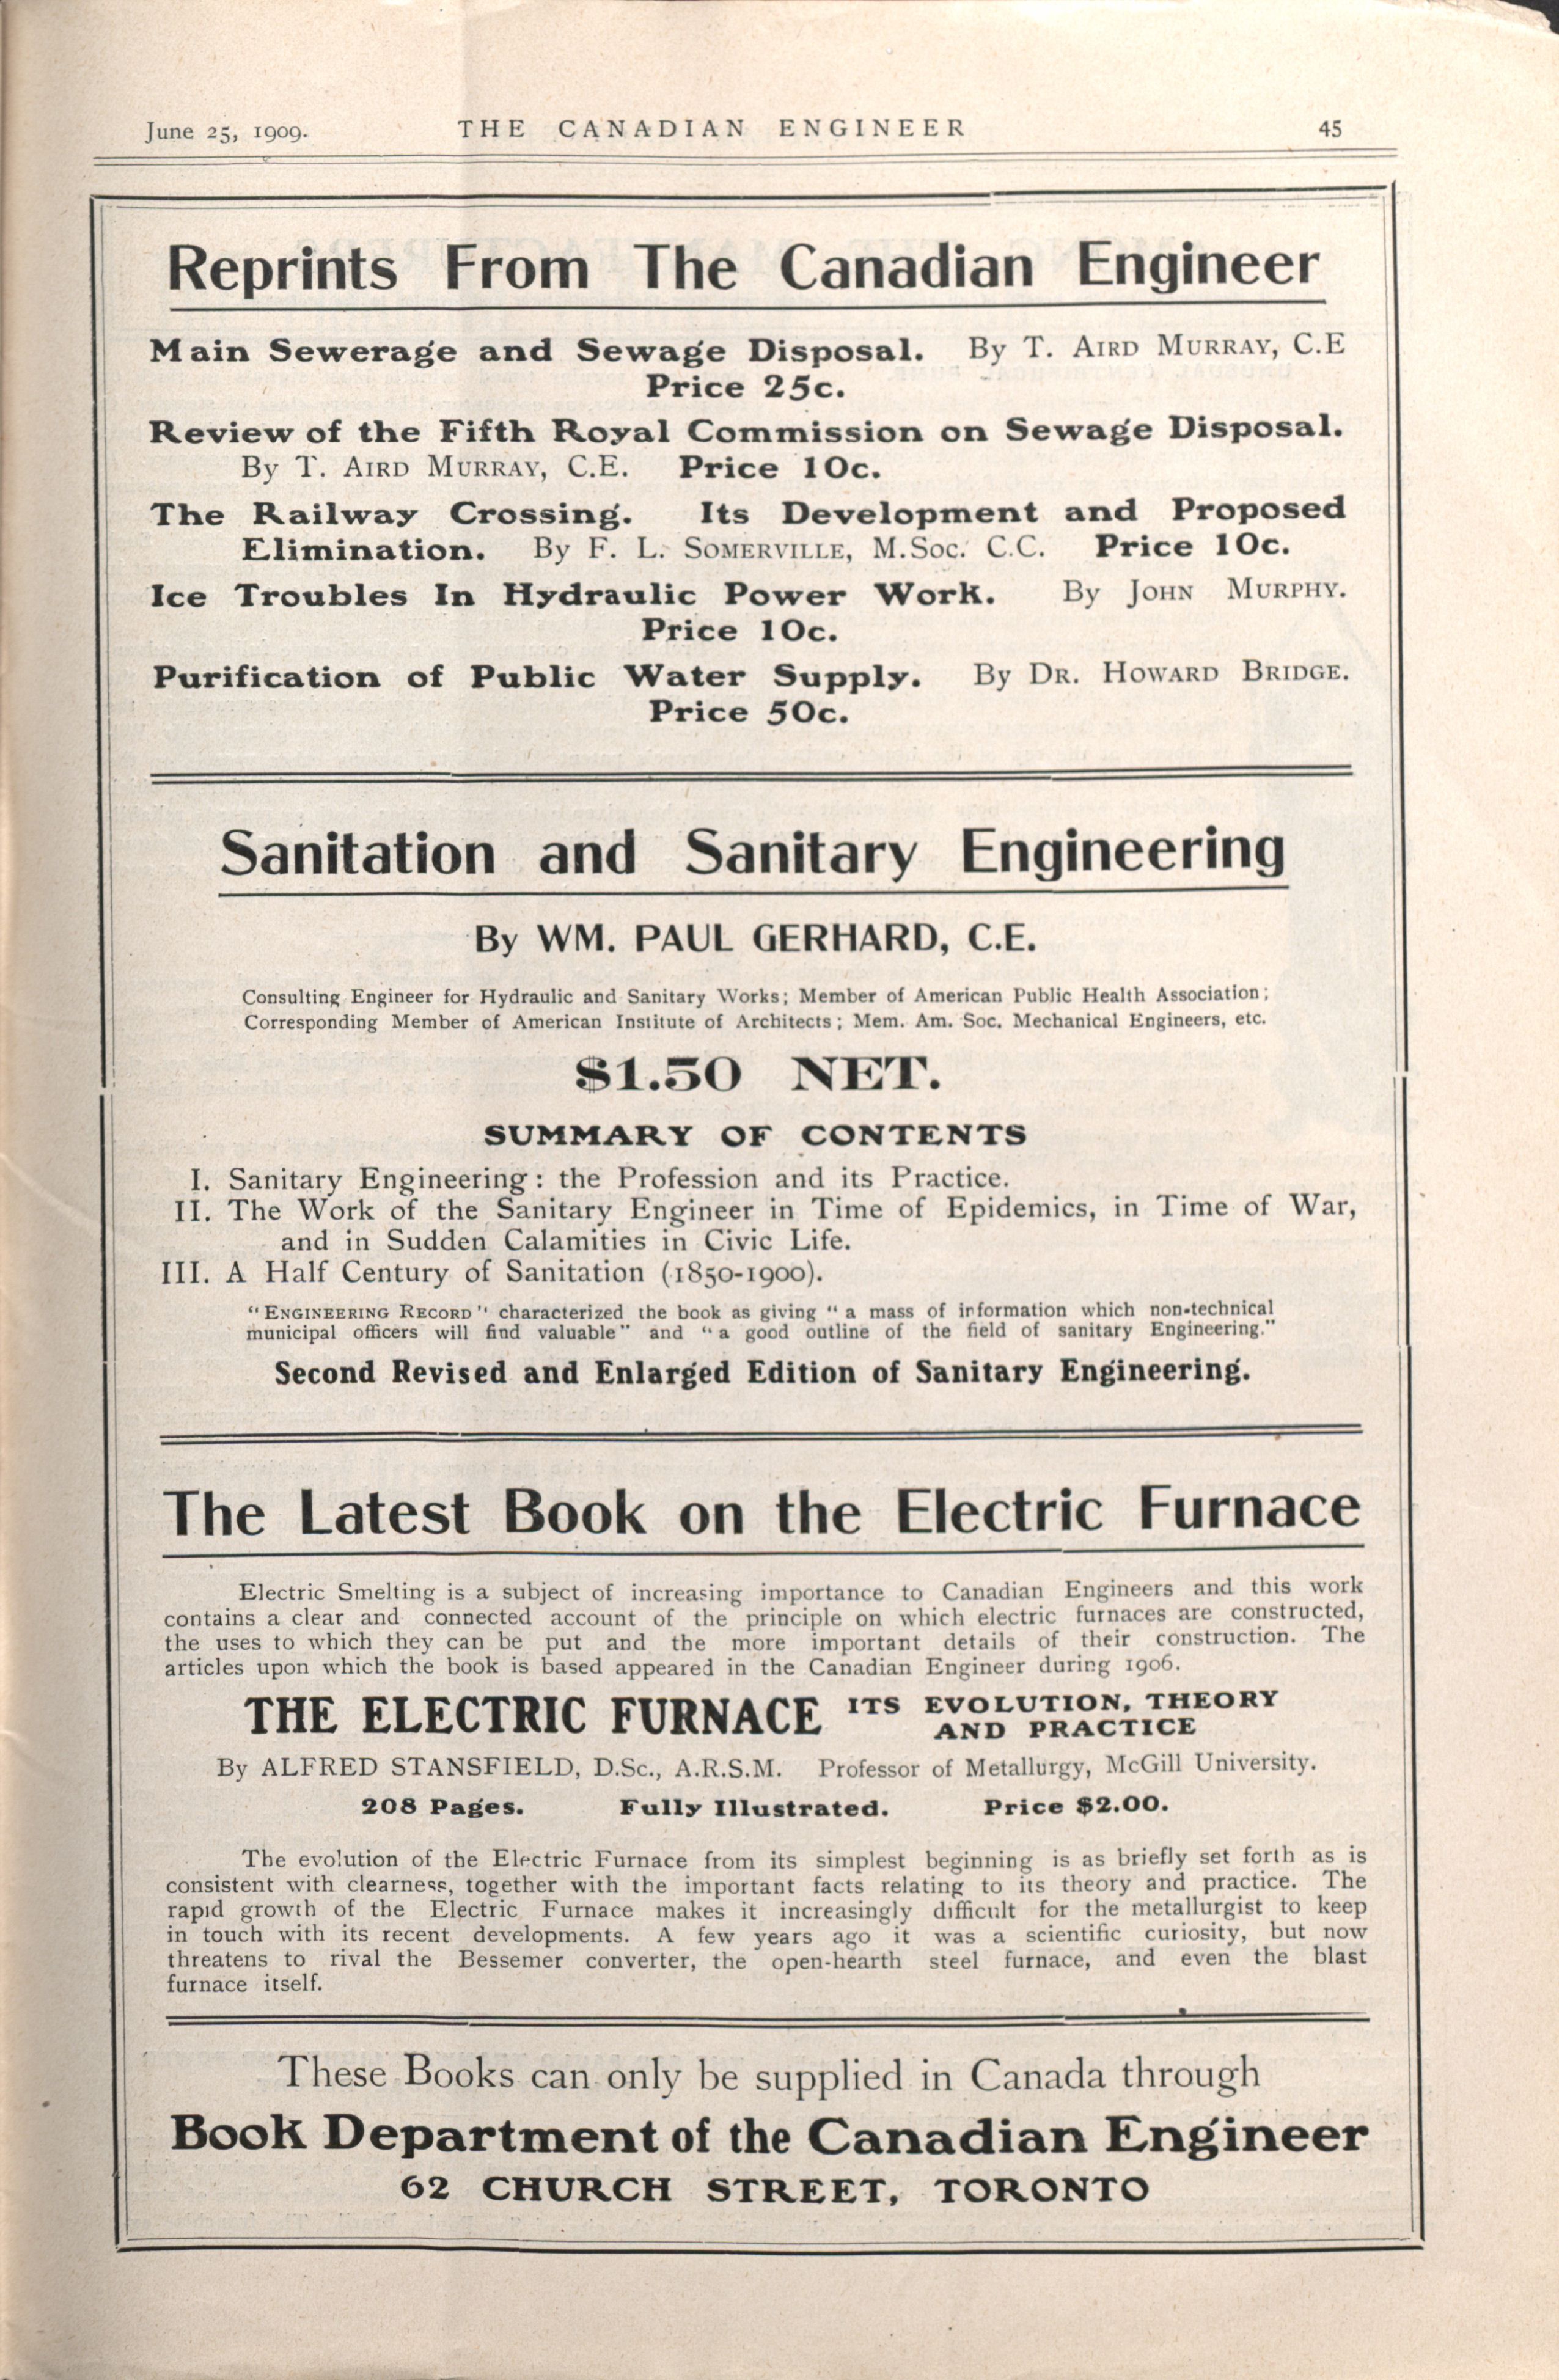 June 25, 1909.
THE CANADIAN ENGINEER
45
Reprints From The Canadian Engineer
Main Sewerage and Sewage Disposal. By T. AIRD MURRAY, C.E
Price 25c.
Review of the Fifth Royal Commission on Sewage Disposal.
By T. AIRD MURRAY, C.E. Price 10c.
The Railway Crossing. Its Development and Proposed
Elimination. By F. L. SOMERVILLE, M.Soc. C.C. Price 10c.
Ice Troubles In Hydraulic Power Work. By JOHN MURPHY.
Price 10c.
Purification of Public Water Supply. By DR. HOWARD BRIDGE.
Price 50c.
Sanitation and Sanitary Engineering
By WM. PAUL GERHARD, C.E.
Consulting Engineer for Hydraulic and Sanitary Works; Member of American Public Health Association;
Corresponding Member of American Institute of Architects; Mem. Am. Soc. Mechanical Engineers, etc.
$1.50 NET.
SUMMARY OF CONTENTS
I. Sanitary Engineering: the Profession and its Practice.
II. The Work of the Sanitary Engineer in Time of Epidemics, in Time of War,
and in Sudden Calamities in Civic Life.
III. A Half Century of Sanitation (1850-1900).
"ENGINEERING RECORD" characterized the book as giving "a mass of information which non-technical
municipal officers will find valuable" and "a good outline of the field of sanitary Engineering."
Second Revised and Enlarged Edition of Sanitary Engineering.
The Latest Book on the Electric Furnace
Electric Smelting is a subject of increasing importance to Canadian Engineers and this work
contains a clear and connected account of the principle on which electric furnaces are constructed,
the uses to which they can be put and the more important details of their construction. The
articles upon which the book is based appeared in the Canadian Engineer during 1906.
THE ELECTRIC FURNACE ITS EVOLUTION, THEORY
AND PRACTICE
By ALFRED STANSFIELD, D.Sc., A.R.S.M. Professor of Metallurgy, McGill University.
208 Pages. Fully Illustrated. Price $2.00.
The evolution of the Electric Furnace from its simplest beginning is as briefly set forth as is
consistent with clearness, together with the important facts relating to its theory and practice. The
rapid growth of the Electric Furnace makes it increasingly difficult for the metallurgist to keep
in touch with its recent developments. A few years ago it was a scientific curiosity, but now
threatens to rival the Bessemer converter, the open-hearth steel furnace, and even the blast
furnace itself.
These Books can only be supplied in Canada through
Book Department of the Canadian Engineer
62 CHURCH STREET, TORONTO